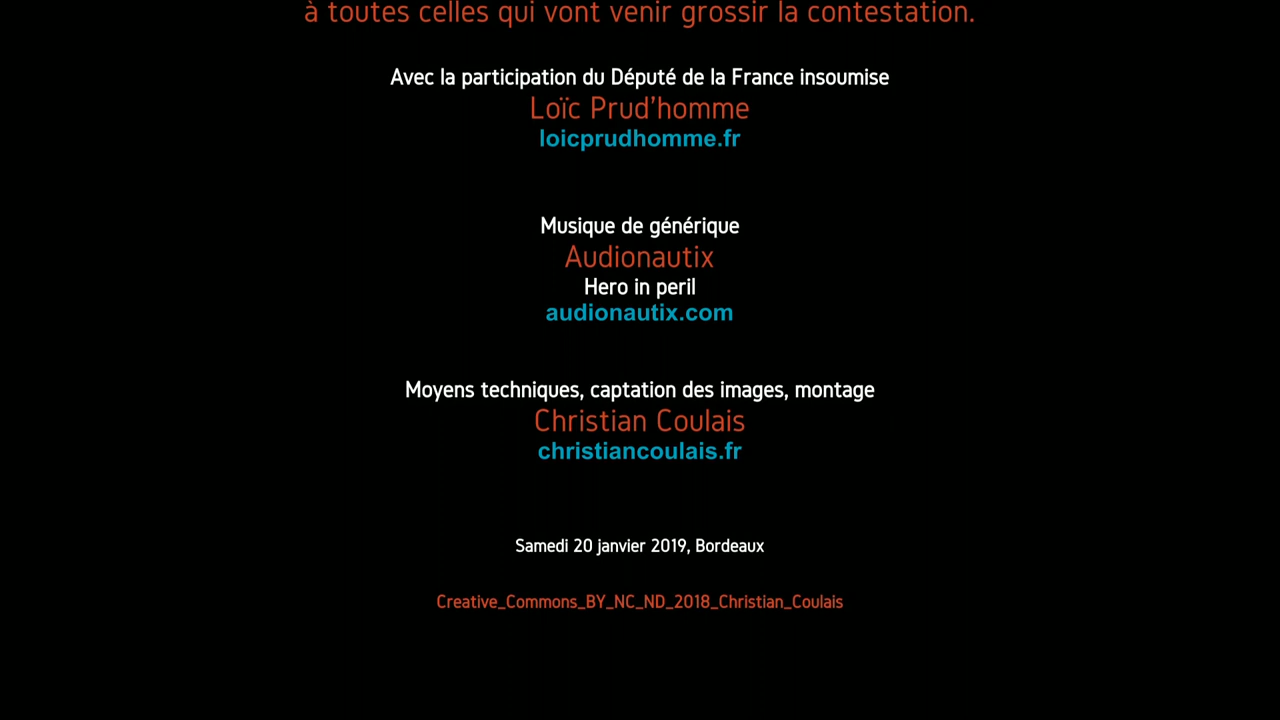 à toutes celles qui vont venir grossir la contestation.
Avec la participation du Député de la France insoumise
Loïc Prud’homme
loicprudhomme.fr
Musique de générique
Audionautix
Hero in peril
audionautix.com
Moyens techniques, captation des images, montage
Christian Coulais
christiancoulais.fr
Samedi 20 janvier 2019, Bordeaux
Creative_Commons_BY_NC_ND_2018_Christian_Coulais